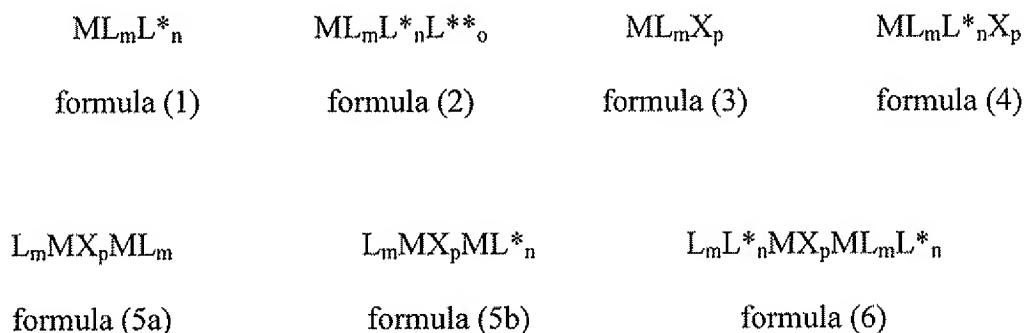 MLₘL*ₙ MLₘL*ₙL**ₒ MLₘXₚ MLₘL*ₙXₚ
formula (1) formula (2) formula (3) formula (4)
LₘMXₚMLₘ LₘMXₚML*ₙ LₘL*ₙMXₚMLₘL*ₙ
formula (5a) formula (5b) formula (6)